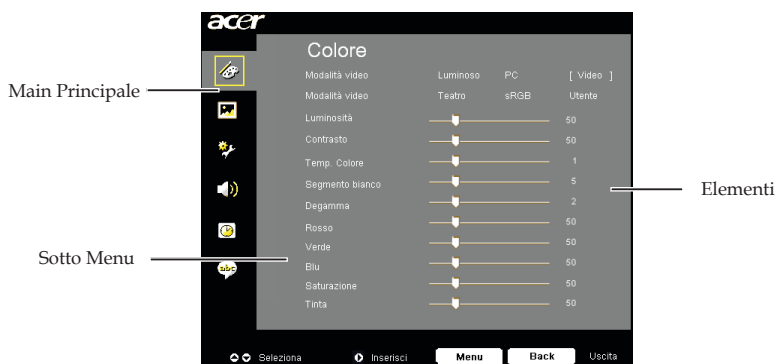 acer
Colore
Modalità video Luminoso PC [ Video ]
Modalità video Teatro sRGB Utente
Luminosità 50
Contrasto 50
Temp. Colore 1
Segmento bianco 5
Degamma 2
Rosso 50
Verde 50
Blu 50
Saturazione 50
Tinta 50
abc
Seleziona Inserisci Menu Back Uscita
Main Principale
Sotto Menu
Elementi